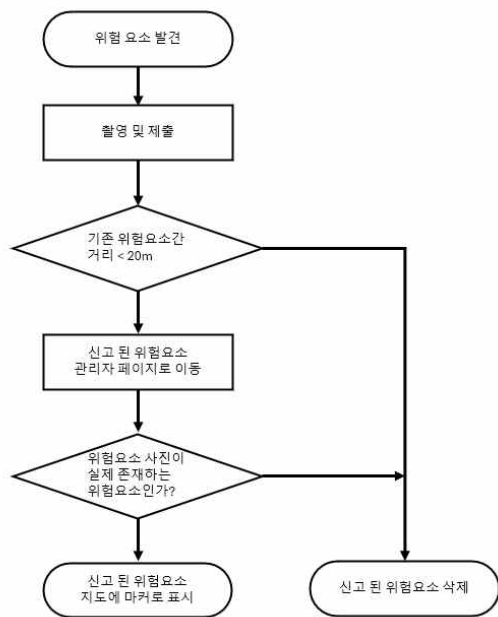 위험 요소 발견
촬영 및 제출
기존 위험요소간
거리 < 20m
신고 된 위험요소
관리자 페이지로 이동
위험요소 사진이
실제 존재하는
위험요소인가?
신고 된 위험요소
지도에 마커로 표시
신고 된 위험요소 삭제